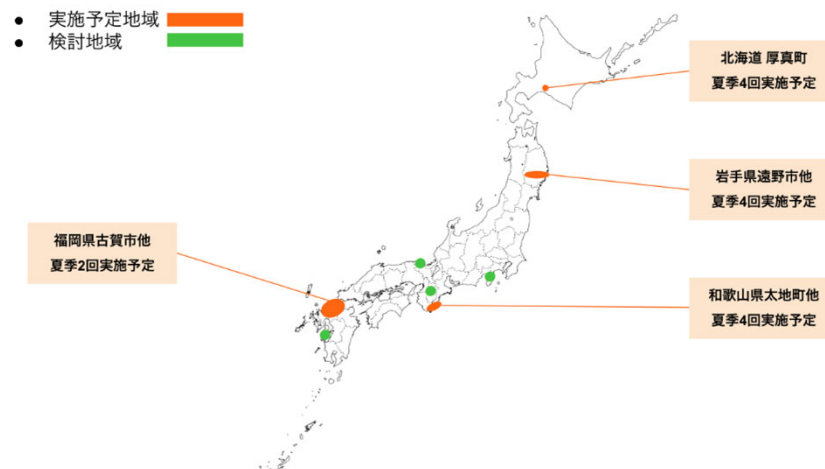 実施予定地域
検討地域
北海道 厚真町
夏季4回実施予定
岩手県遠野市他
夏季4回実施予定
福岡県古賀市他
夏季2回実施予定
和歌山県太地町他
夏季4回実施予定